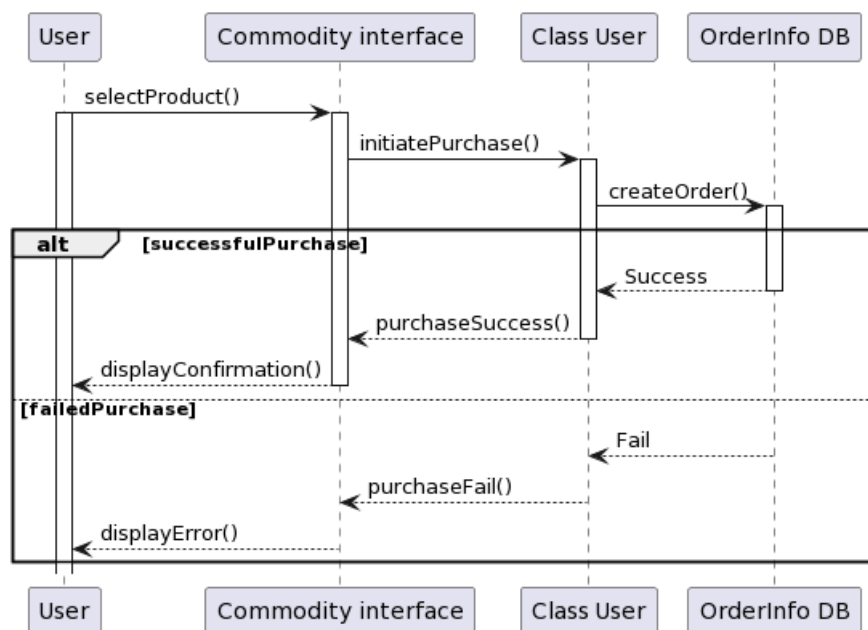 User Commodity interface Class User OrderInfo DB
selectProduct()
initiatePurchase()
createOrder()
alt [successfulPurchase]
Success
purchaseSuccess()
displayConfirmation()
[failedPurchase]
Fail
purchaseFail()
displayError()
User Commodity interface Class User OrderInfo DB